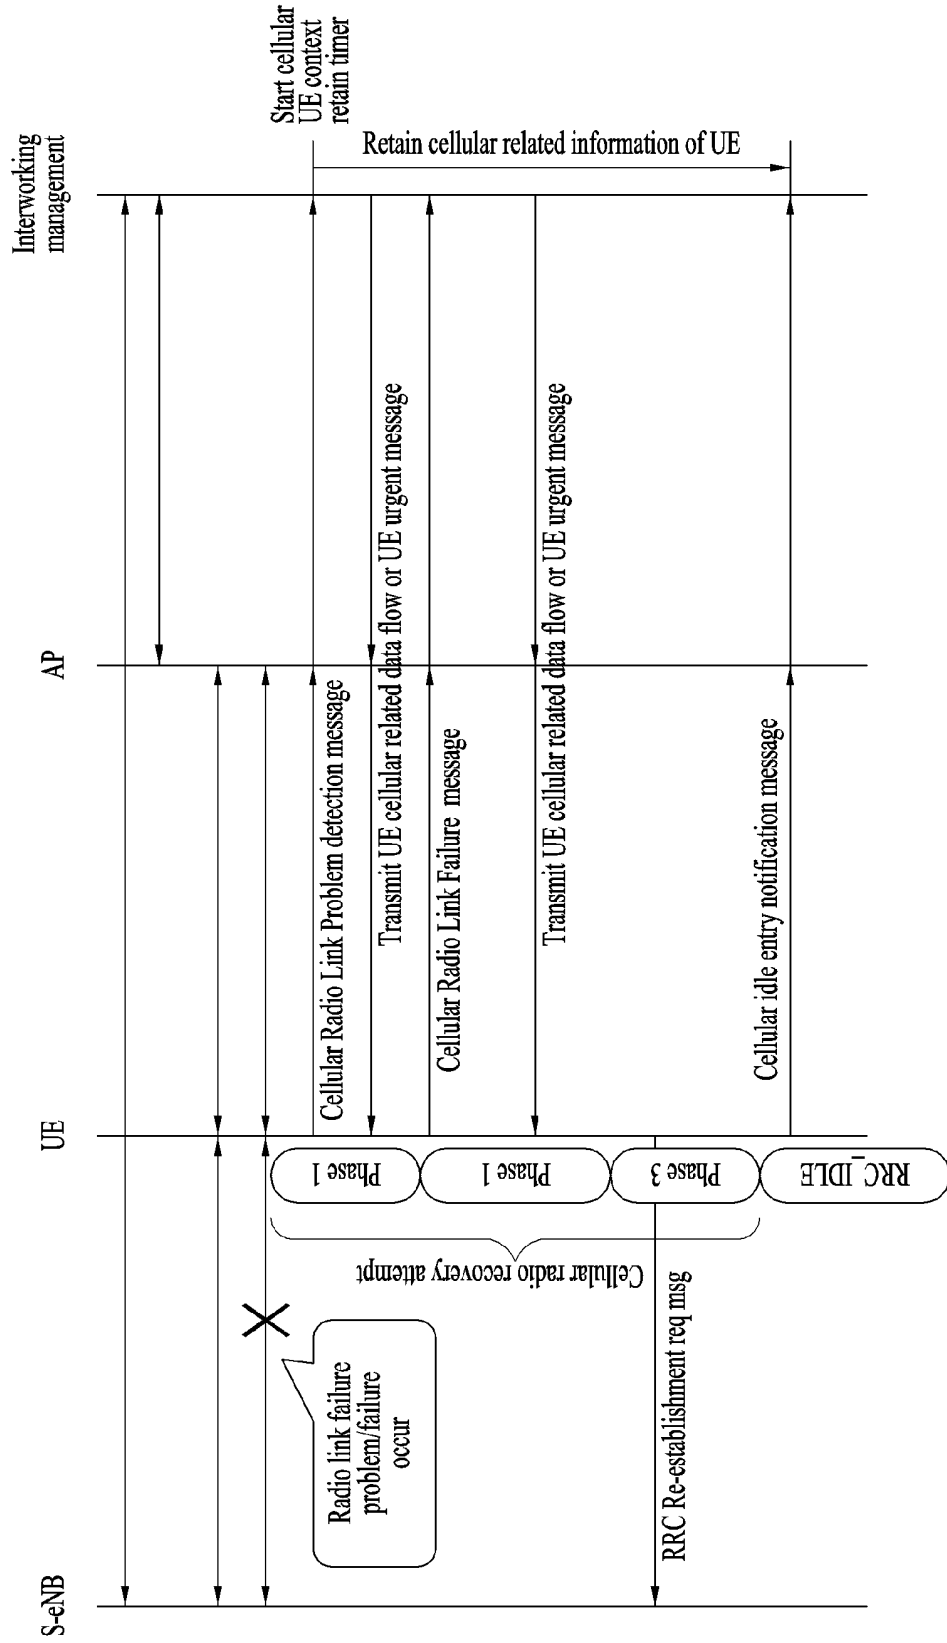 S-eNB
UE
AP
Interworking
management
Radio link failure
problem/failure
occur
Start cellular
UE context
retain timer
Cellular Radio Link Problem detection message
Transmit UE cellular related data flow or UE urgent message
Cellular Radio Link Failure message
Transmit UE cellular related data flow or UE urgent message
Retain cellular related information of UE
Phase 1
Phase 1
Phase 3
RRC_IDLE
Cellular radio recovery attempt
RRC Re-establishment req msg
Cellular idle entry notification message